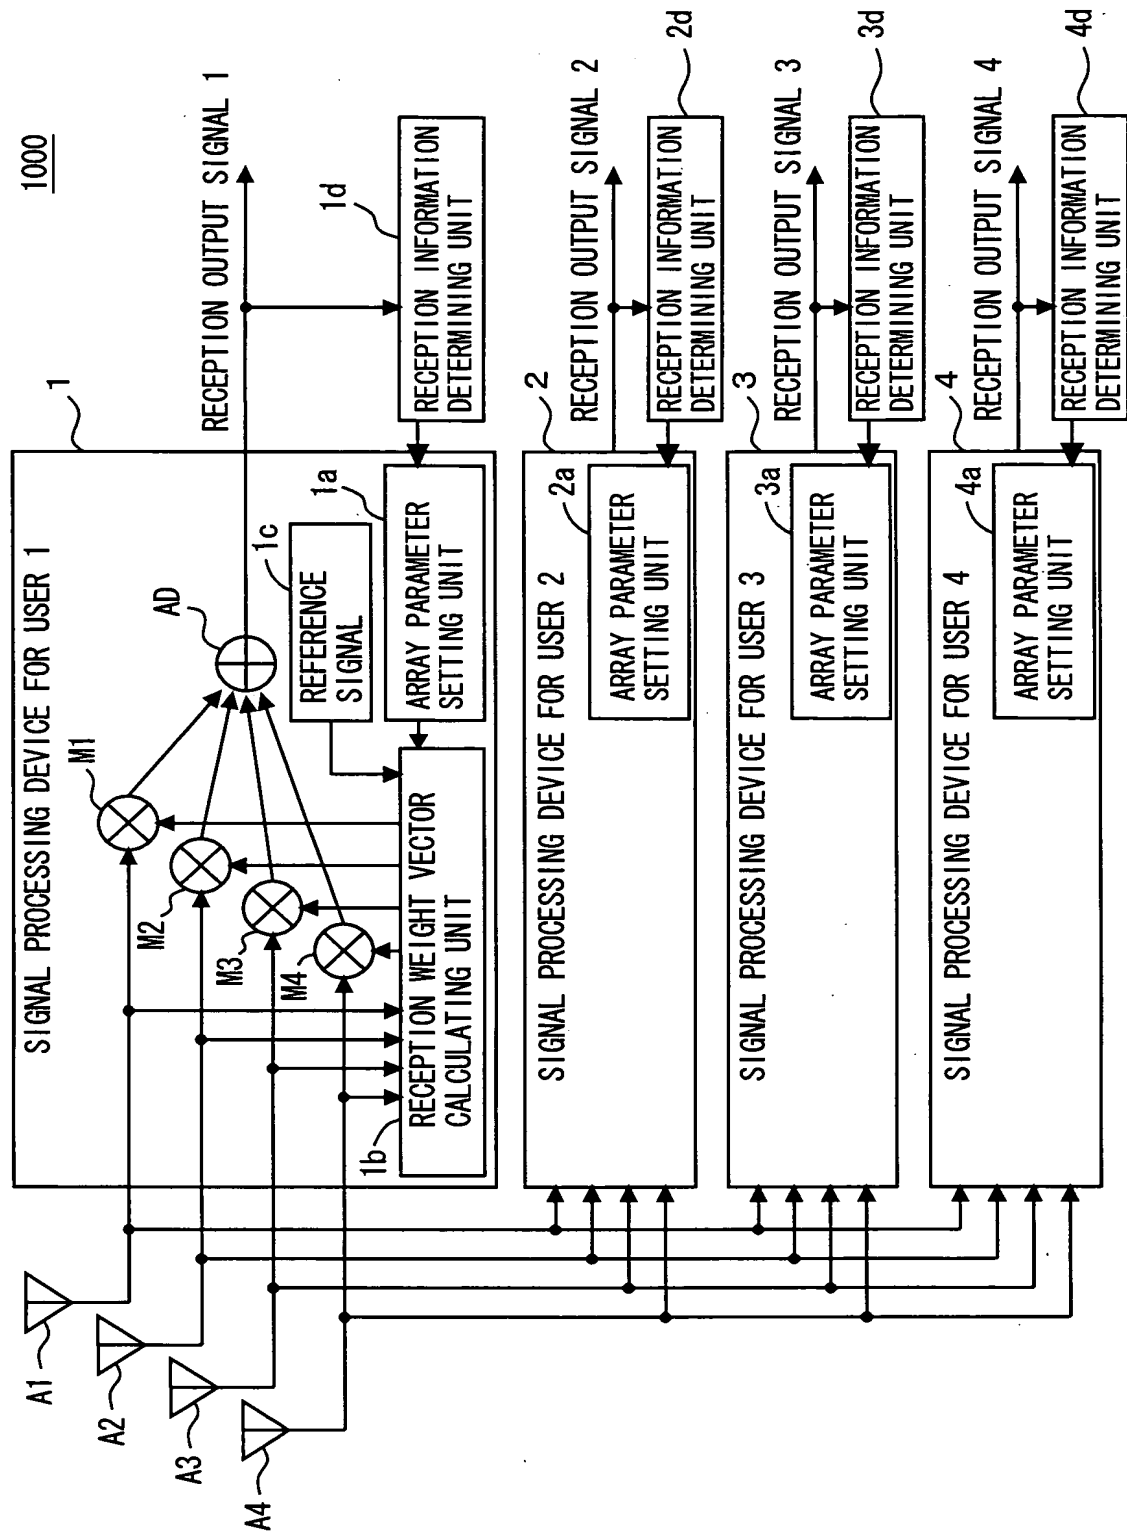 1000
SIGNAL PROCESSING DEVICE FOR USER 1
1
RECEPTION OUTPUT SIGNAL 1
A1
A2
A3
A4
M1
M2
M3
M4
AD
1c
REFERENCE
SIGNAL
1a
ARRAY PARAMETER
SETTING UNIT
1b
RECEPTION WEIGHT VECTOR
CALCULATING UNIT
1d
RECEPTION INFORMATION
DETERMINING UNIT
SIGNAL PROCESSING DEVICE FOR USER 2
2
RECEPTION OUTPUT SIGNAL 2
2a
ARRAY PARAMETER
SETTING UNIT
2d
RECEPTION INFORMATION
DETERMINING UNIT
SIGNAL PROCESSING DEVICE FOR USER 3
3
RECEPTION OUTPUT SIGNAL 3
3a
ARRAY PARAMETER
SETTING UNIT
3d
RECEPTION INFORMATION
DETERMINING UNIT
SIGNAL PROCESSING DEVICE FOR USER 4
4
RECEPTION OUTPUT SIGNAL 4
4a
ARRAY PARAMETER
SETTING UNIT
4d
RECEPTION INFORMATION
DETERMINING UNIT